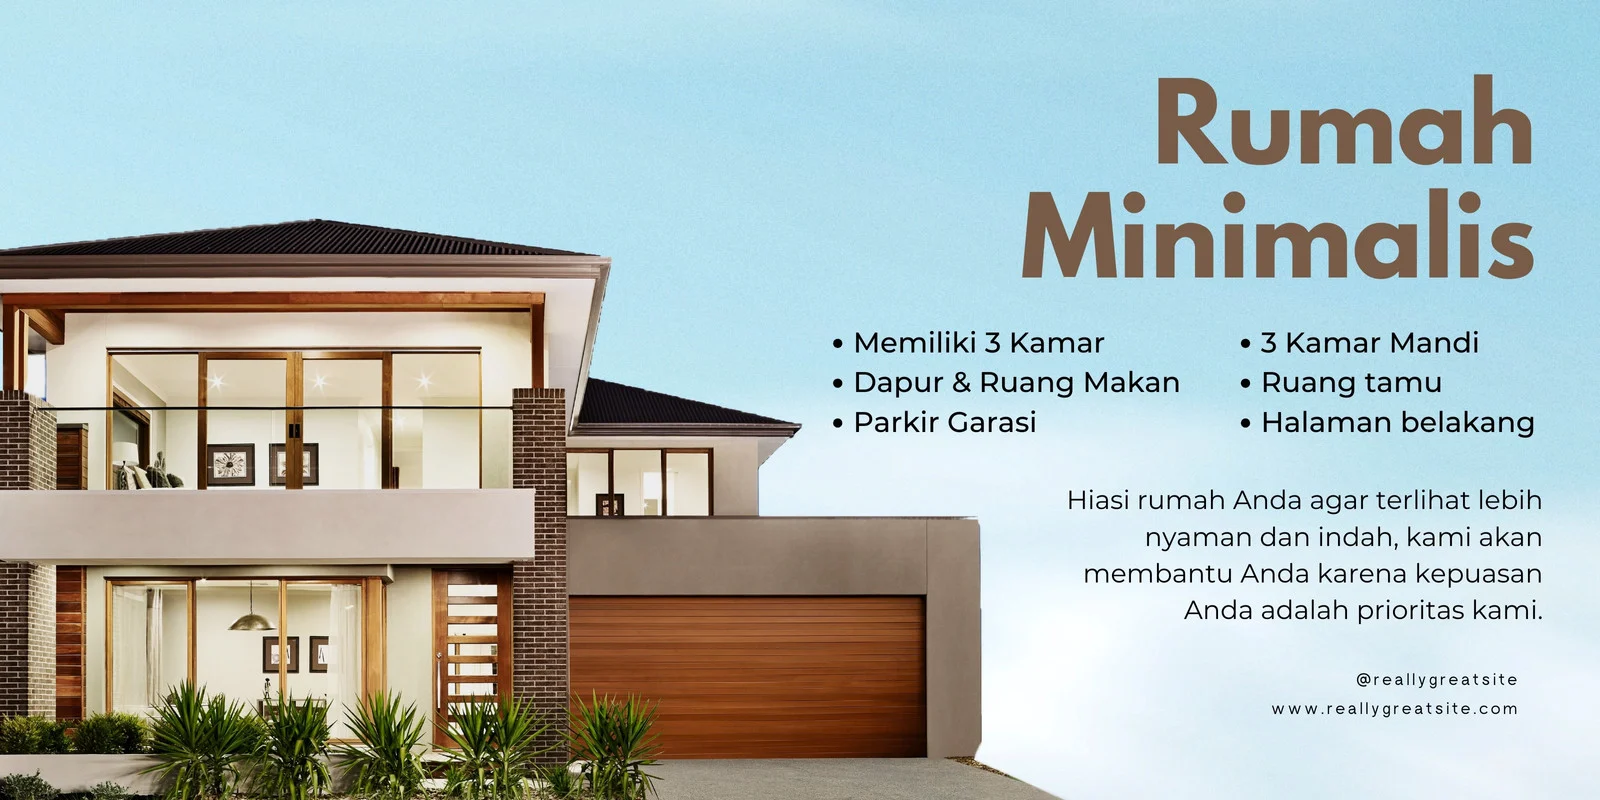 Rumah
Minimalis
• Memiliki 3 Kamar
• Dapur & Ruang Makan
• Parkir Garasi
• 3 Kamar Mandi
• Ruang tamu
• Halaman belakang
Hiasi rumah Anda agar terlihat lebih
nyaman dan indah, kami akan
membantu Anda karena kepuasan
Anda adalah prioritas kami.
@reallygreatsite
www.reallygreatsite.com